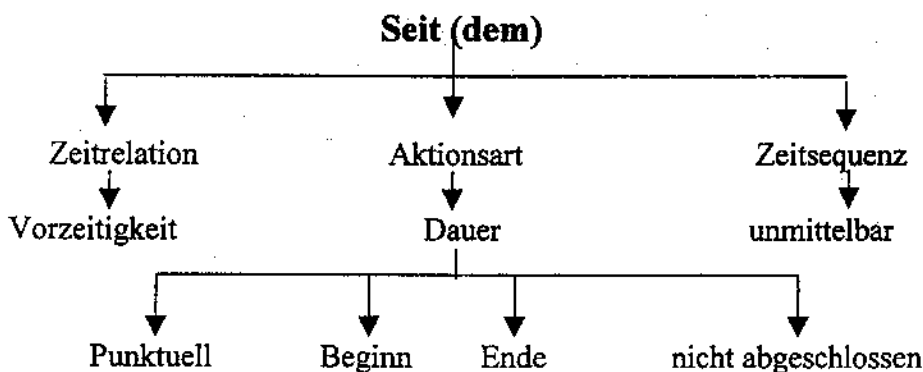 Seit (dem)
Zeitrelation Aktionsart Zeitsequenz
Vorzeitigkeit Dauer unmittelbar
Punktuell Beginn Ende nicht abgeschlossen